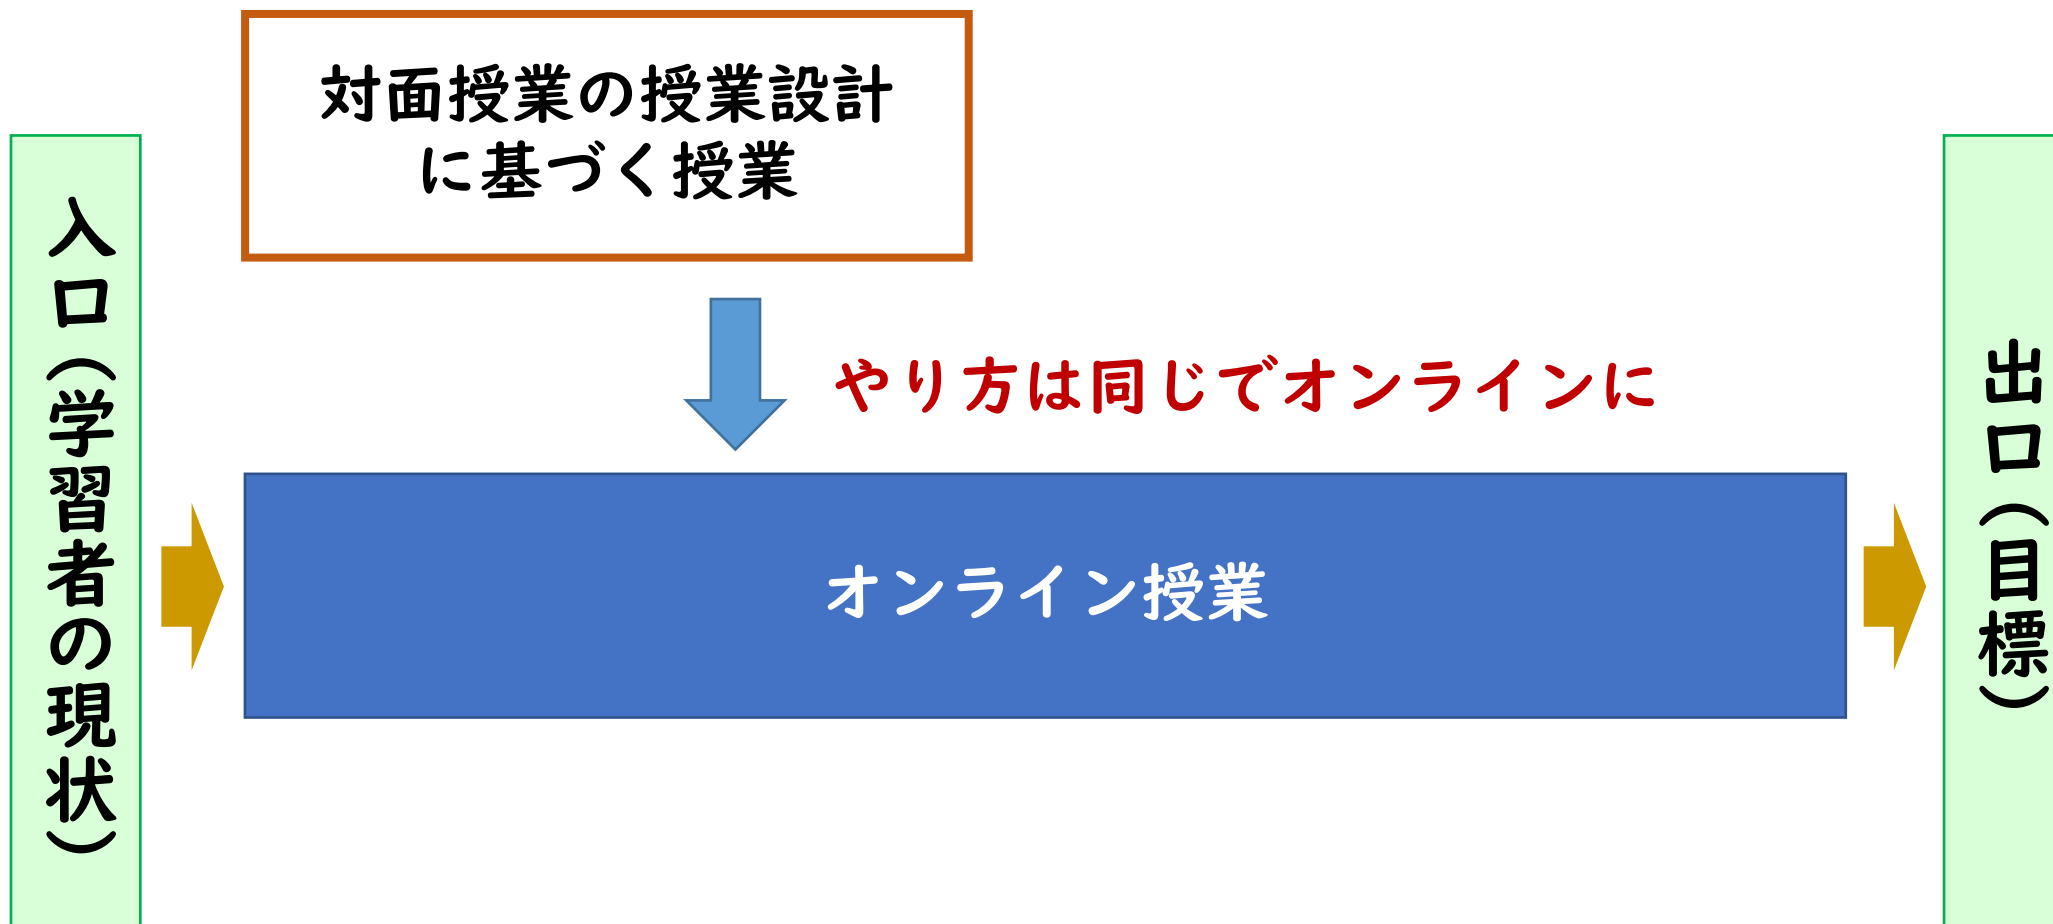 対面授業の授業設計
に基づく授業
入口（学習者の現状）
やり方は同じでオンラインに
オンライン授業
出口（目標）